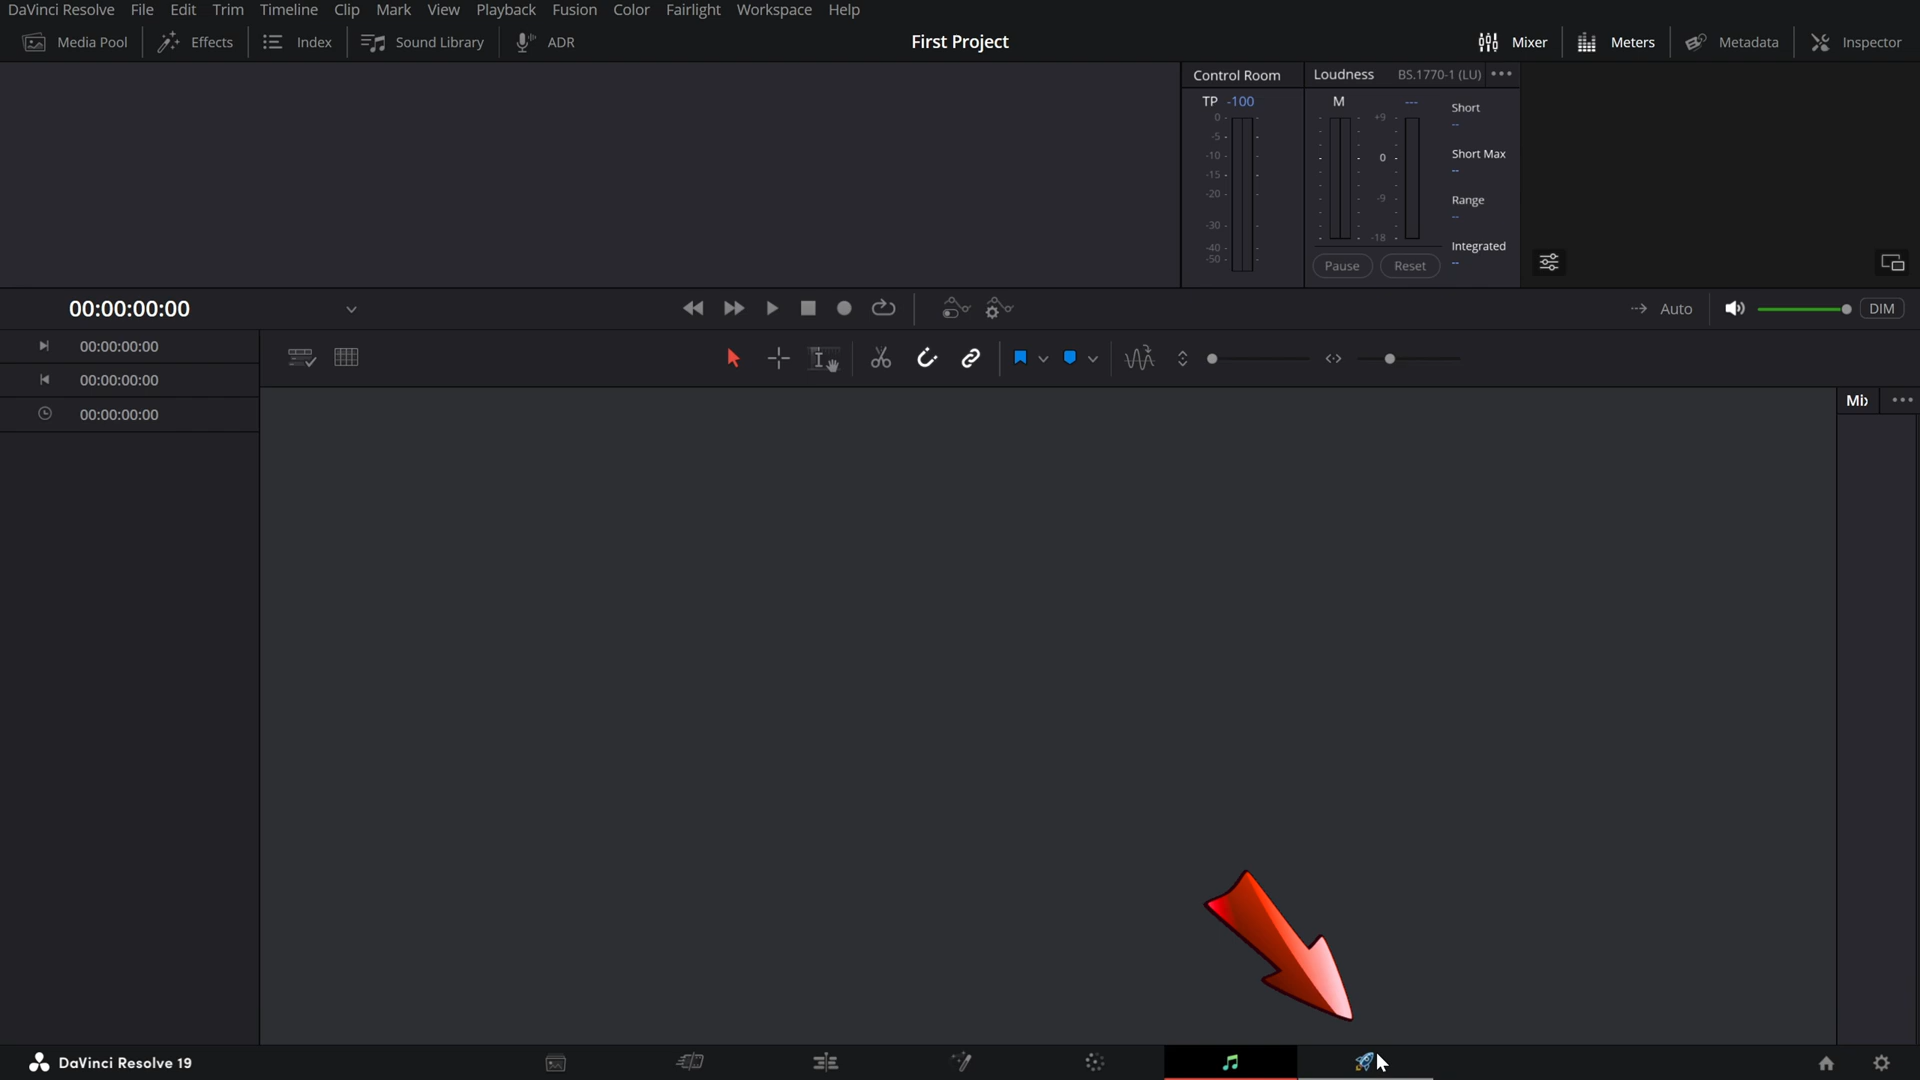 DaVinci Resolve File Edit Trim Timeline Clip Mark View Playback Fusion Color Fairlight Workspace Help
Media Pool Effects Index Sound Library ADR First Project Mixer Meters Metadata Inspector
Control Room Loudness BS.1770-1 (LU)
TP -100 M ---
0 +9 Short
-5 --
-10 0 Short Max
-15 --
-20 -9 Range
-30 --
-40 -18 Integrated
-50 --
Pause Reset
00:00:00:00 Auto DIM
00:00:00:00
00:00:00:00
00:00:00:00
Mix
DaVinci Resolve 19